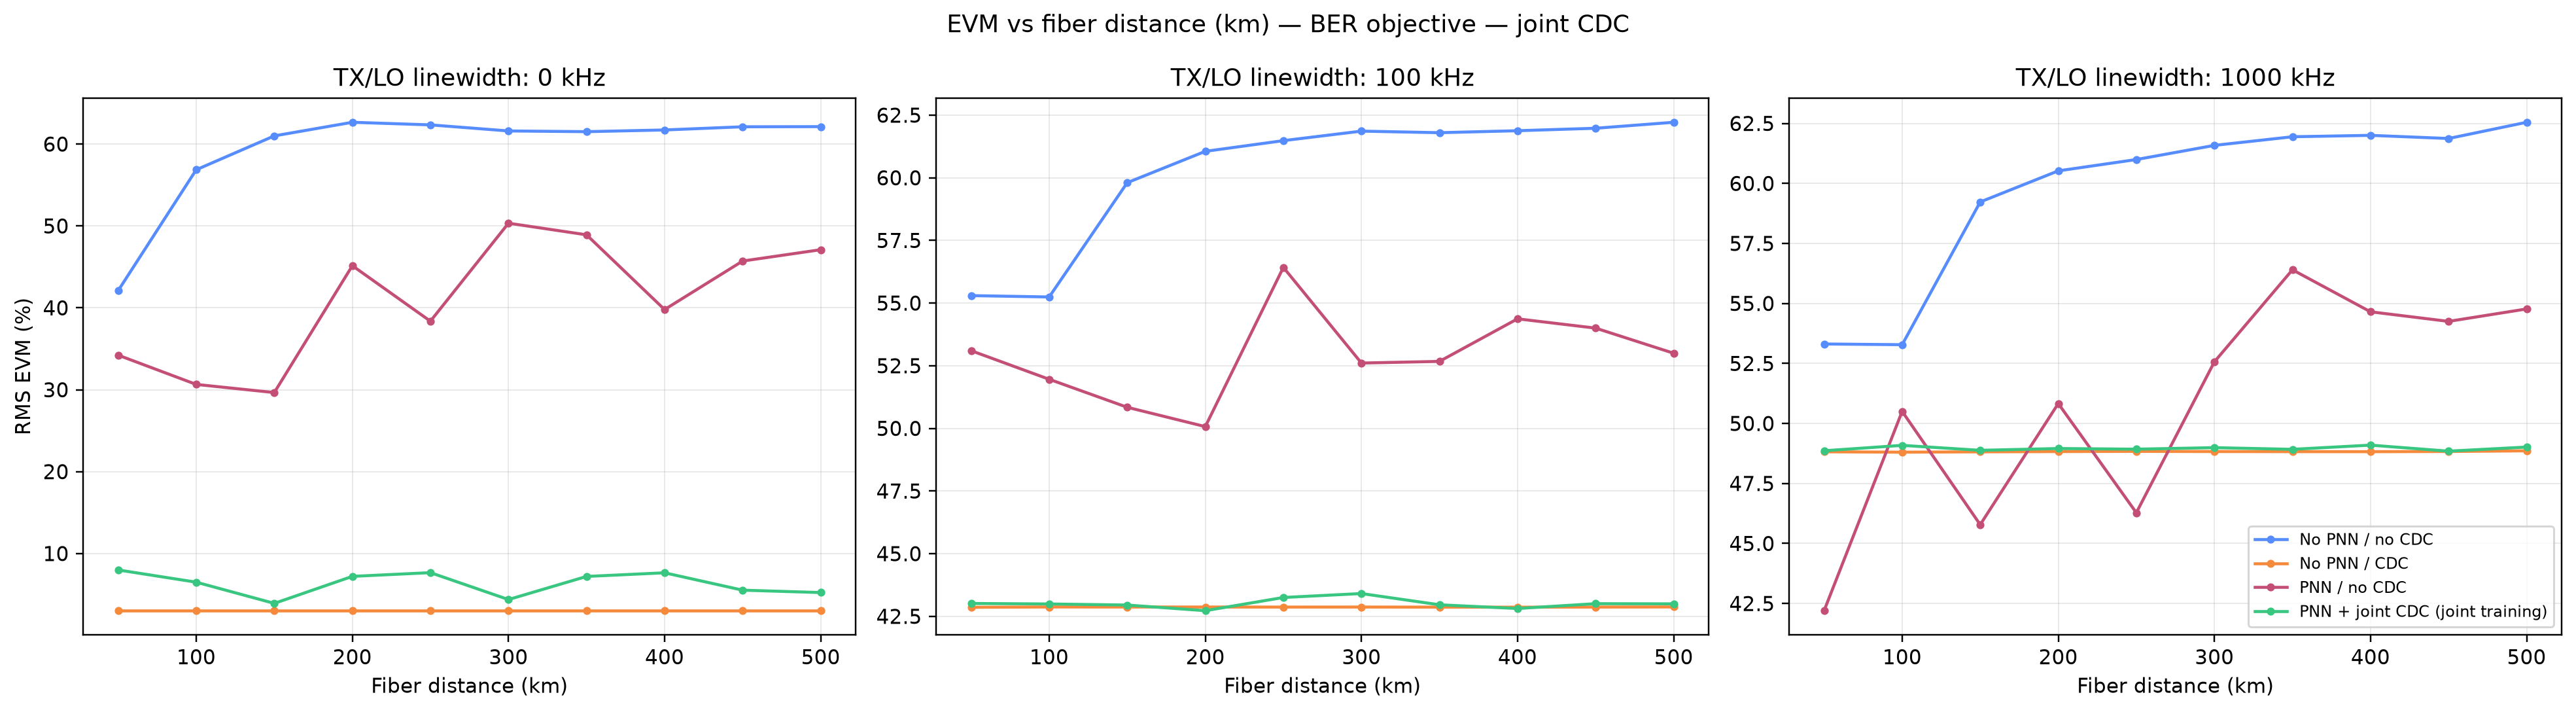 EVM vs fiber distance (km) — BER objective — joint CDC
TX/LO linewidth: 0 kHz
RMS EVM (%)
60
50
40
30
20
10
100 200 300 400 500
Fiber distance (km)
TX/LO linewidth: 100 kHz
62.5
60.0
57.5
55.0
52.5
50.0
47.5
45.0
42.5
100 200 300 400 500
Fiber distance (km)
TX/LO linewidth: 1000 kHz
62.5
60.0
57.5
55.0
52.5
50.0
47.5
45.0
42.5
No PNN / no CDC
No PNN / CDC
PNN / no CDC
PNN + joint CDC (joint training)
100 200 300 400 500
Fiber distance (km)